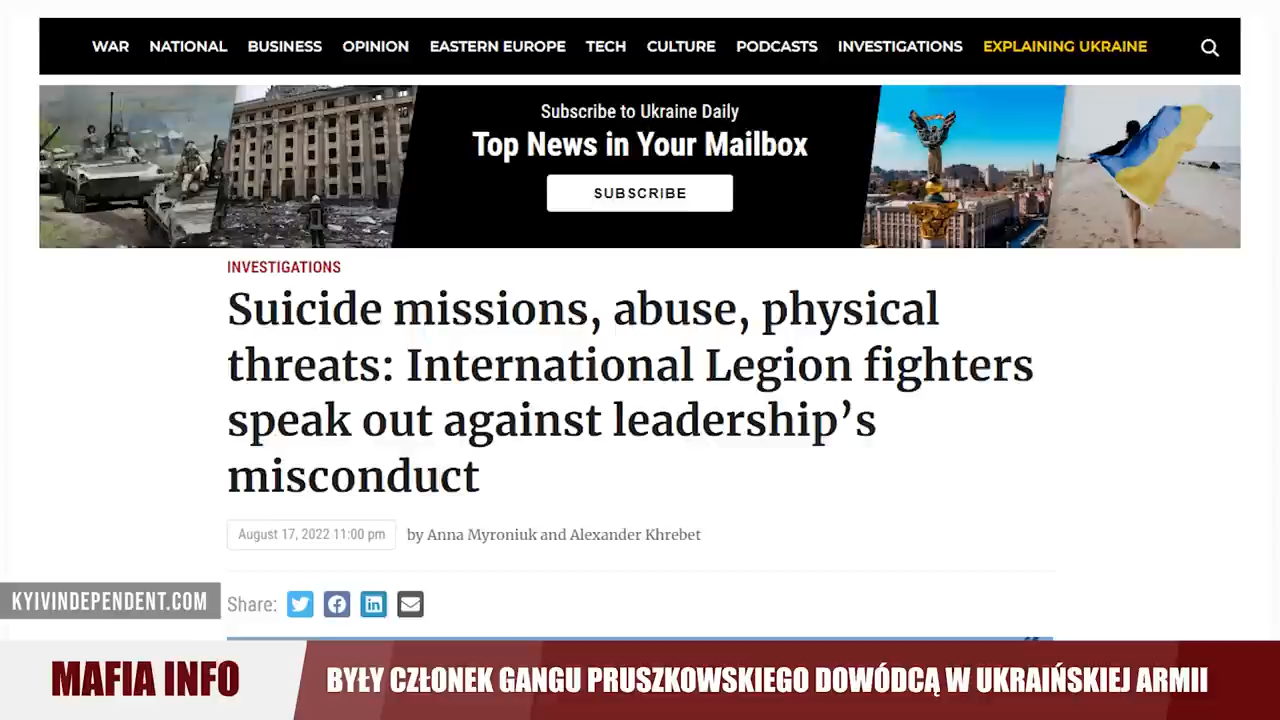 WAR NATIONAL BUSINESS OPINION EASTERN EUROPE TECH CULTURE PODCASTS INVESTIGATIONS EXPLAINING UKRAINE
Subscribe to Ukraine Daily
Top News in Your Mailbox
SUBSCRIBE
INVESTIGATIONS
Suicide missions, abuse, physical
threats: International Legion fighters
speak out against leadership’s
misconduct
August 17, 2022 11:00 pm by Anna Myroniuk and Alexander Khrebet
KYIVINDEPENDENT.COM
Share:
MAFIA INFO
BYŁY CZŁONEK GANGU PRUSZKOWSKIEGO DOWÓDCĄ W UKRAIŃSKIEJ ARMII